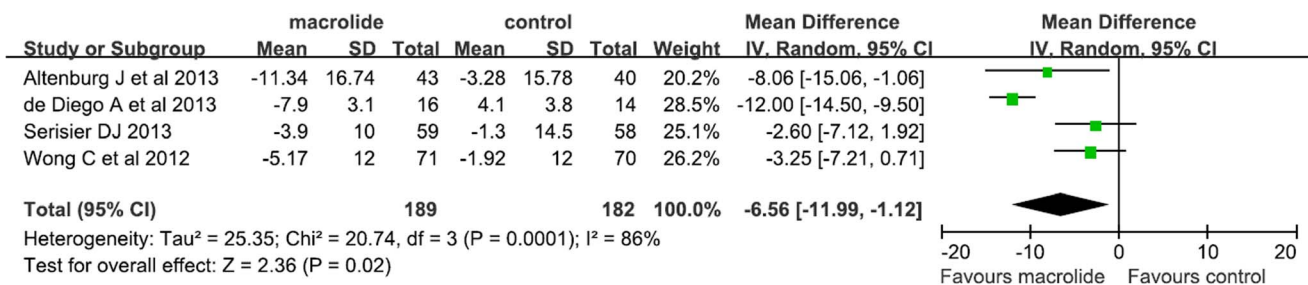 macrolide control Mean Difference Mean Difference
Study or Subgroup Mean SD Total Mean SD Total Weight IV, Random, 95% CI IV, Random, 95% CI
Altenburg J et al 2013 -11.34 16.74 43 -3.28 15.78 40 20.2% -8.06 [-15.06, -1.06]
de Diego A et al 2013 -7.9 3.1 16 4.1 3.8 14 28.5% -12.00 [-14.50, -9.50]
Serisier DJ 2013 -3.9 10 59 -1.3 14.5 58 25.1% -2.60 [-7.12, 1.92]
Wong C et al 2012 -5.17 12 71 -1.92 12 70 26.2% -3.25 [-7.21, 0.71]
Total (95% CI) 189 182 100.0% -6.56 [-11.99, -1.12]
Heterogeneity: Tau² = 25.35; Chi² = 20.74, df = 3 (P = 0.0001); I² = 86%
Test for overall effect: Z = 2.36 (P = 0.02)
-20 -10 0 10 20
Favours macrolide Favours control